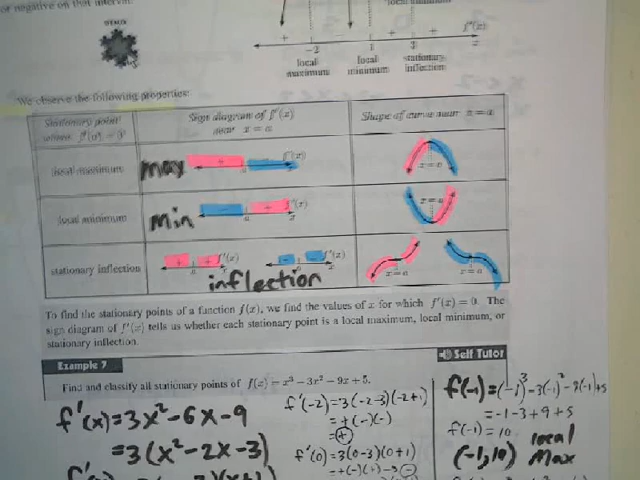 or negative on that interval.
DEMO
local minimum
+ − + + f'(x)
−2 1 3 x
local maximum
local minimum
stationary inflection
We observe the following properties:
Stationary point where f'(a) = 0
Sign diagram of f'(x) near x = a
Shape of curve near x = a
local maximum
max
+ − f'(x)
a x
x = a
local minimum
min
− + f'(x)
a x
x = a
stationary inflection
+ + f'(x)
a x
− − f'(x)
a x
inflection
x = a
x = a
To find the stationary points of a function f(x), we find the values of x for which f'(x) = 0. The
sign diagram of f'(x) tells us whether each stationary point is a local maximum, local minimum, or
stationary inflection.
Example 7
Self Tutor
Find and classify all stationary points of f(x) = x³ − 3x² − 9x + 5.
f'(x) = 3x² − 6x − 9
= 3(x² − 2x − 3)
f'(−2) = 3(−2−3)(−2+1)
= +(−)(−)
= +
f'(0) = 3(0−3)(0+1)
f(−1) = (−1)³ − 3(−1)² − 9(−1) + 5
= −1 − 3 + 9 + 5
f(−1) = 10
(−1, 10) local max